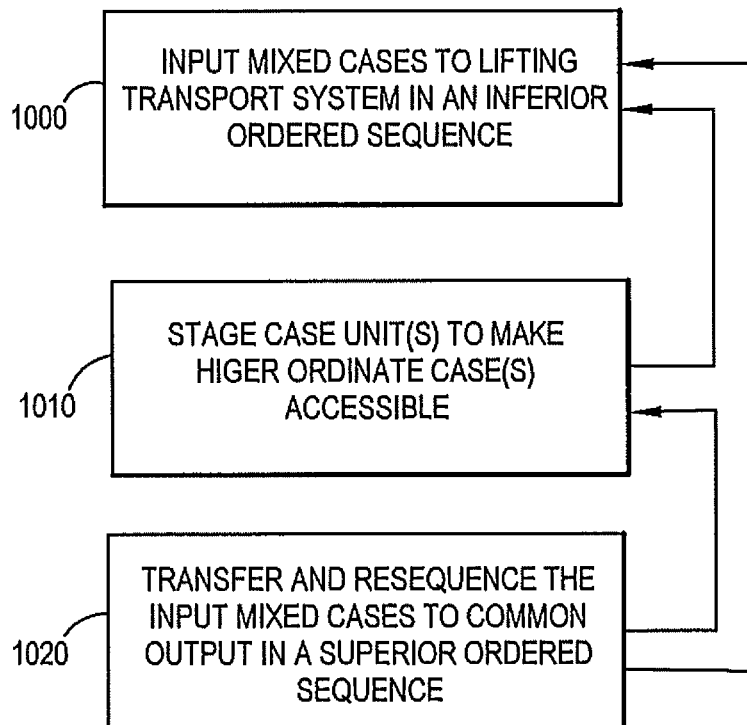 INPUT MIXED CASES TO LIFTING
TRANSPORT SYSTEM IN AN INFERIOR
ORDERED SEQUENCE
1000
STAGE CASE UNIT(S) TO MAKE
HIGER ORDINATE CASE(S)
ACCESSIBLE
1010
TRANSFER AND RESEQUENCE THE
INPUT MIXED CASES TO COMMON
OUTPUT IN A SUPERIOR ORDERED
SEQUENCE
1020